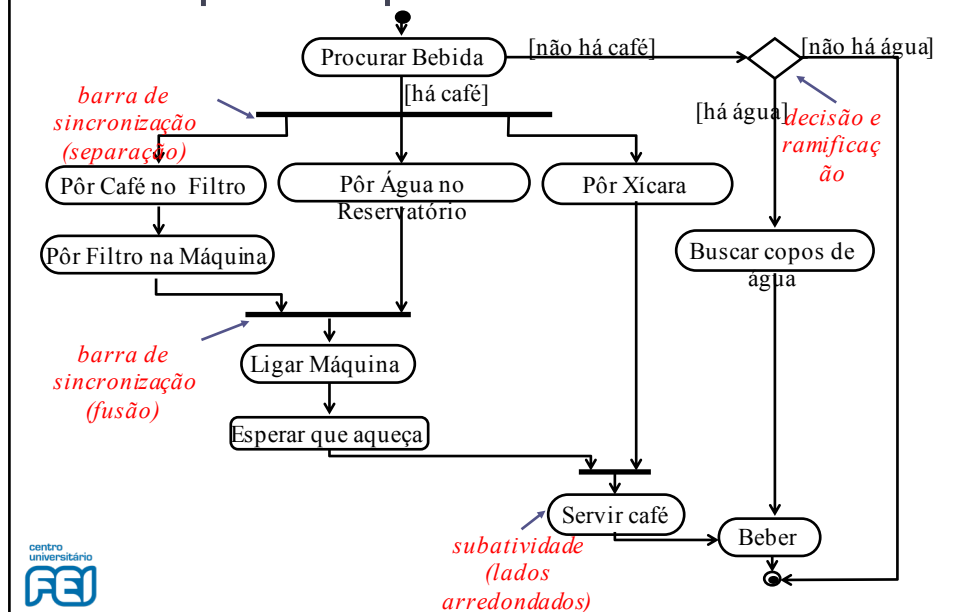 Procurar Bebida
[não há café]
[não há água]
[há café]
[há água]
barra de
sincronização
(separação)
decisão e
ramificaç
ão
Pôr Café no Filtro
Pôr Água no
Reservatório
Pôr Xícara
Pôr Filtro na Máquina
Buscar copos de
água
barra de
sincronização
(fusão)
Ligar Máquina
Esperar que aqueça
Servir café
Beber
subatividade
(lados
arredondados)
centro
universitário
FEI